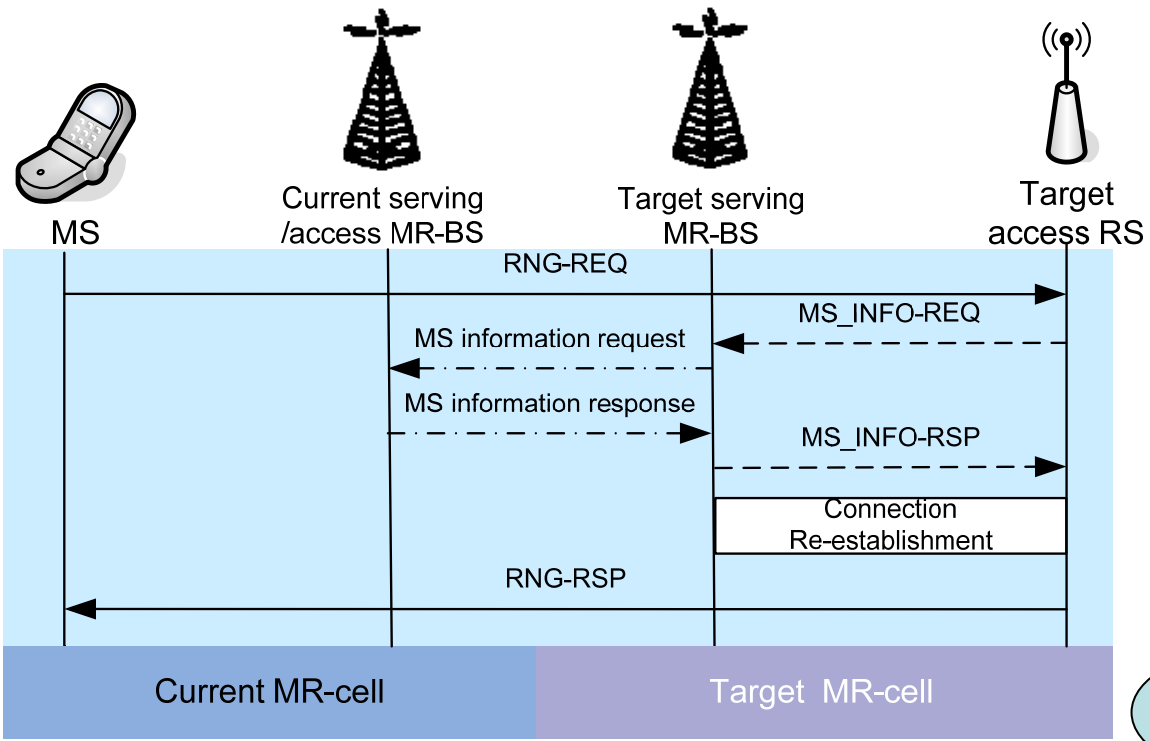 MS
Current serving
/access MR-BS
Target serving
MR-BS
Target
access RS
RNG-REQ
MS_INFO-REQ
MS information request
MS information response
MS_INFO-RSP
Connection
Re-establishment
RNG-RSP
Current MR-cell
Target MR-cell